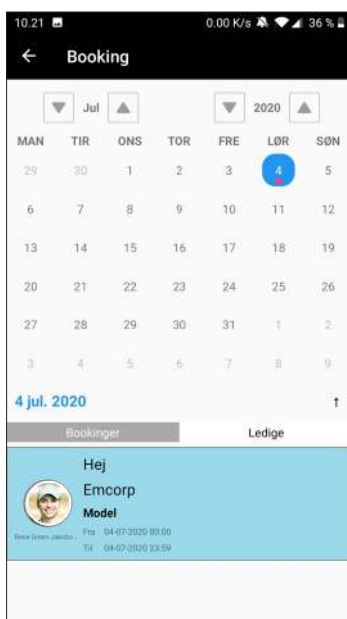 10.21 0.00 K/s 36 %
Booking
Jul 2020
MAN TIR ONS TOR FRE LØR SØN
29 30 1 2 3 4 5
6 7 8 9 10 11 12
13 14 15 16 17 18 19
20 21 22 23 24 25 26
27 28 29 30 31 1 2
3 4 5 6 7 8 9
4 jul. 2020 ↑
Bookinger Ledige
Hej
Emcorp
Model
Fra 04-07-2020 00:00
Til 04-07-2020 23:59